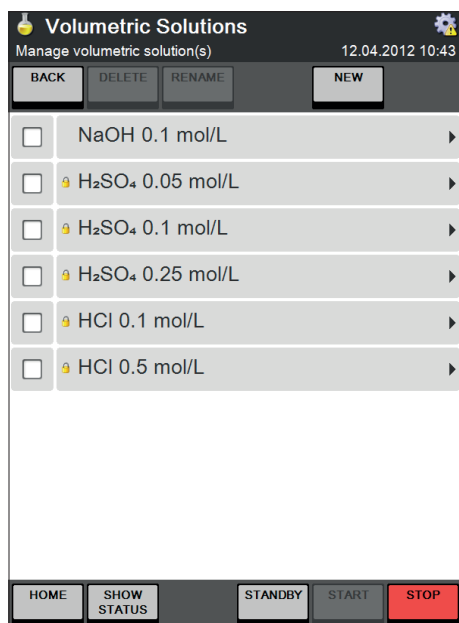 Volumetric Solutions
Manage volumetric solution(s) 12.04.2012 10:43
BACK DELETE RENAME NEW
NaOH 0.1 mol/L
H₂SO₄ 0.05 mol/L
H₂SO₄ 0.1 mol/L
H₂SO₄ 0.25 mol/L
HCl 0.1 mol/L
HCl 0.5 mol/L
HOME SHOW STANDBY START STOP
STATUS